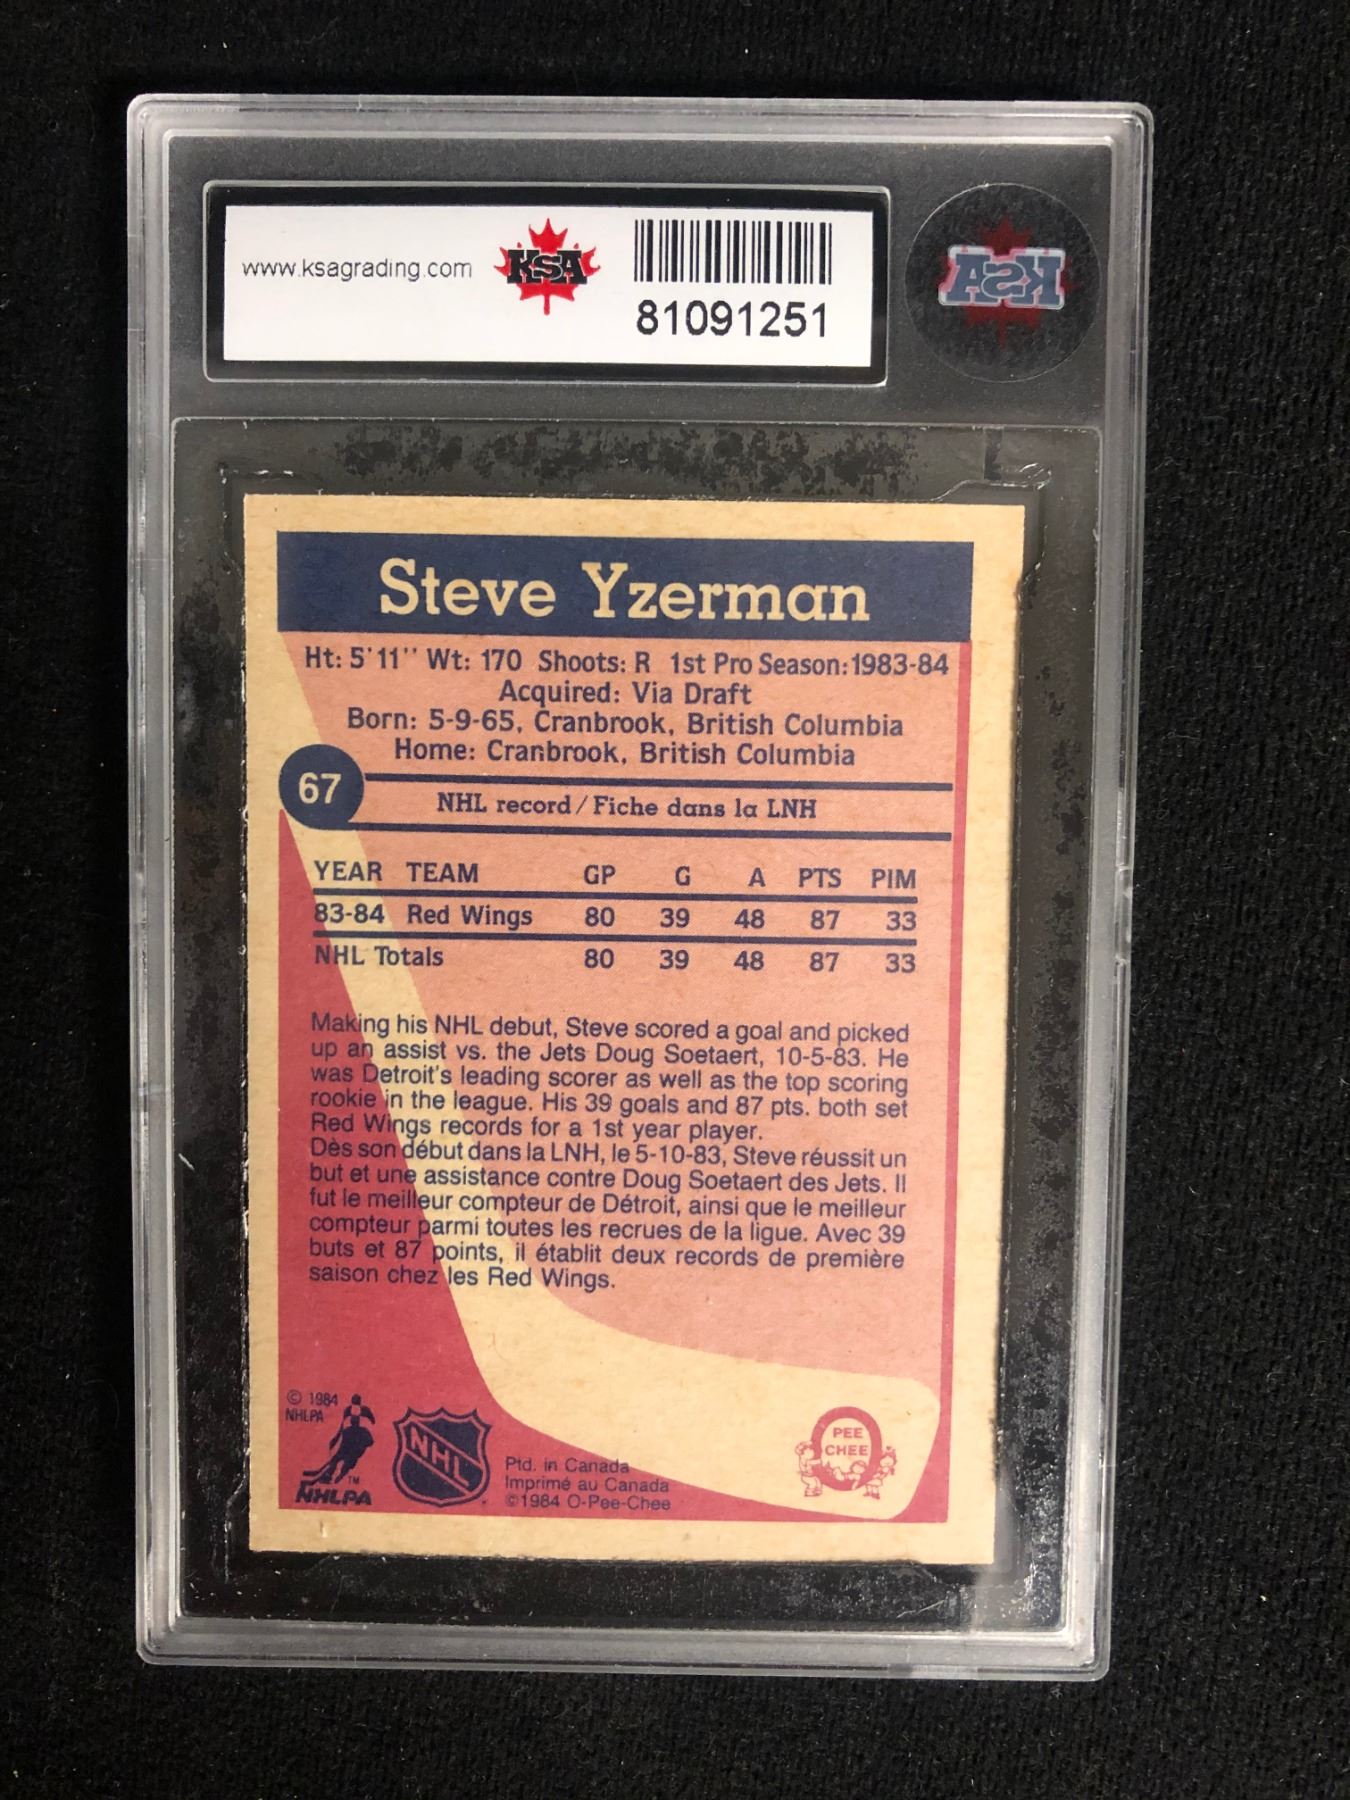 www.ksagrading.com
KSA
81091251
KSA
Steve Yzerman
Ht: 5'11'' Wt: 170 Shoots: R 1st Pro Season: 1983-84
Acquired: Via Draft
Born: 5-9-65, Cranbrook, British Columbia
Home: Cranbrook, British Columbia
67
NHL record/Fiche dans la LNH
YEAR TEAM GP G A PTS PIM
83-84 Red Wings 80 39 48 87 33
NHL Totals 80 39 48 87 33
Making his NHL debut, Steve scored a goal and picked
up an assist vs. the Jets Doug Soetaert, 10-5-83. He
was Detroit's leading scorer as well as the top scoring
rookie in the league. His 39 goals and 87 pts. both set
Red Wings records for a 1st year player.
Dès son début dans la LNH, le 5-10-83, Steve réussit un
but et une assistance contre Doug Soetaert des Jets. Il
fut le meilleur compteur de Détroit, ainsi que le meilleur
compteur parmi toutes les recrues de la ligue. Avec 39
buts et 87 points, il établit deux records de première
saison chez les Red Wings.
© 1984
NHLPA
TM
NHLPA
NHL
Ptd. in Canada
Imprimé au Canada
©1984 O-Pee-Chee
PEE
CHEE